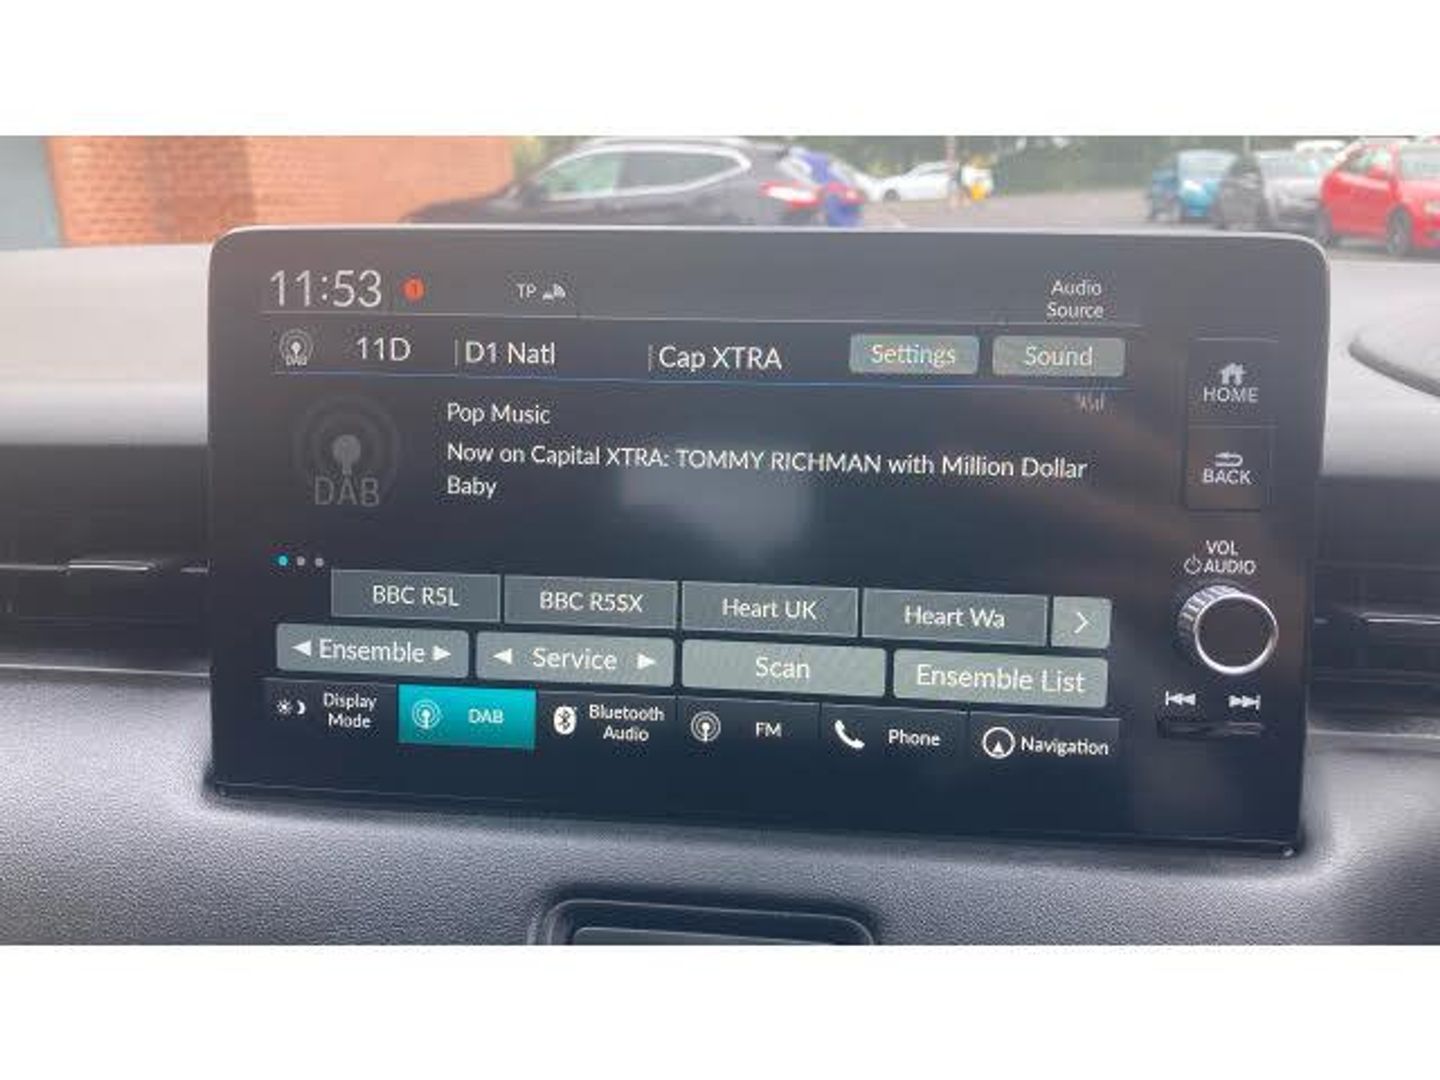 11:53
1
TP
Audio
Source
DAB
11D
D1 Natl
Cap XTRA
Settings
Sound
Pop Music
Now on Capital XTRA: TOMMY RICHMAN with Million Dollar
Baby
DAB
HOME
BACK
VOL
AUDIO
BBC R5L
BBC R5SX
Heart UK
Heart Wa
Ensemble
Service
Scan
Ensemble List
Display
Mode
DAB
Bluetooth
Audio
FM
Phone
Navigation